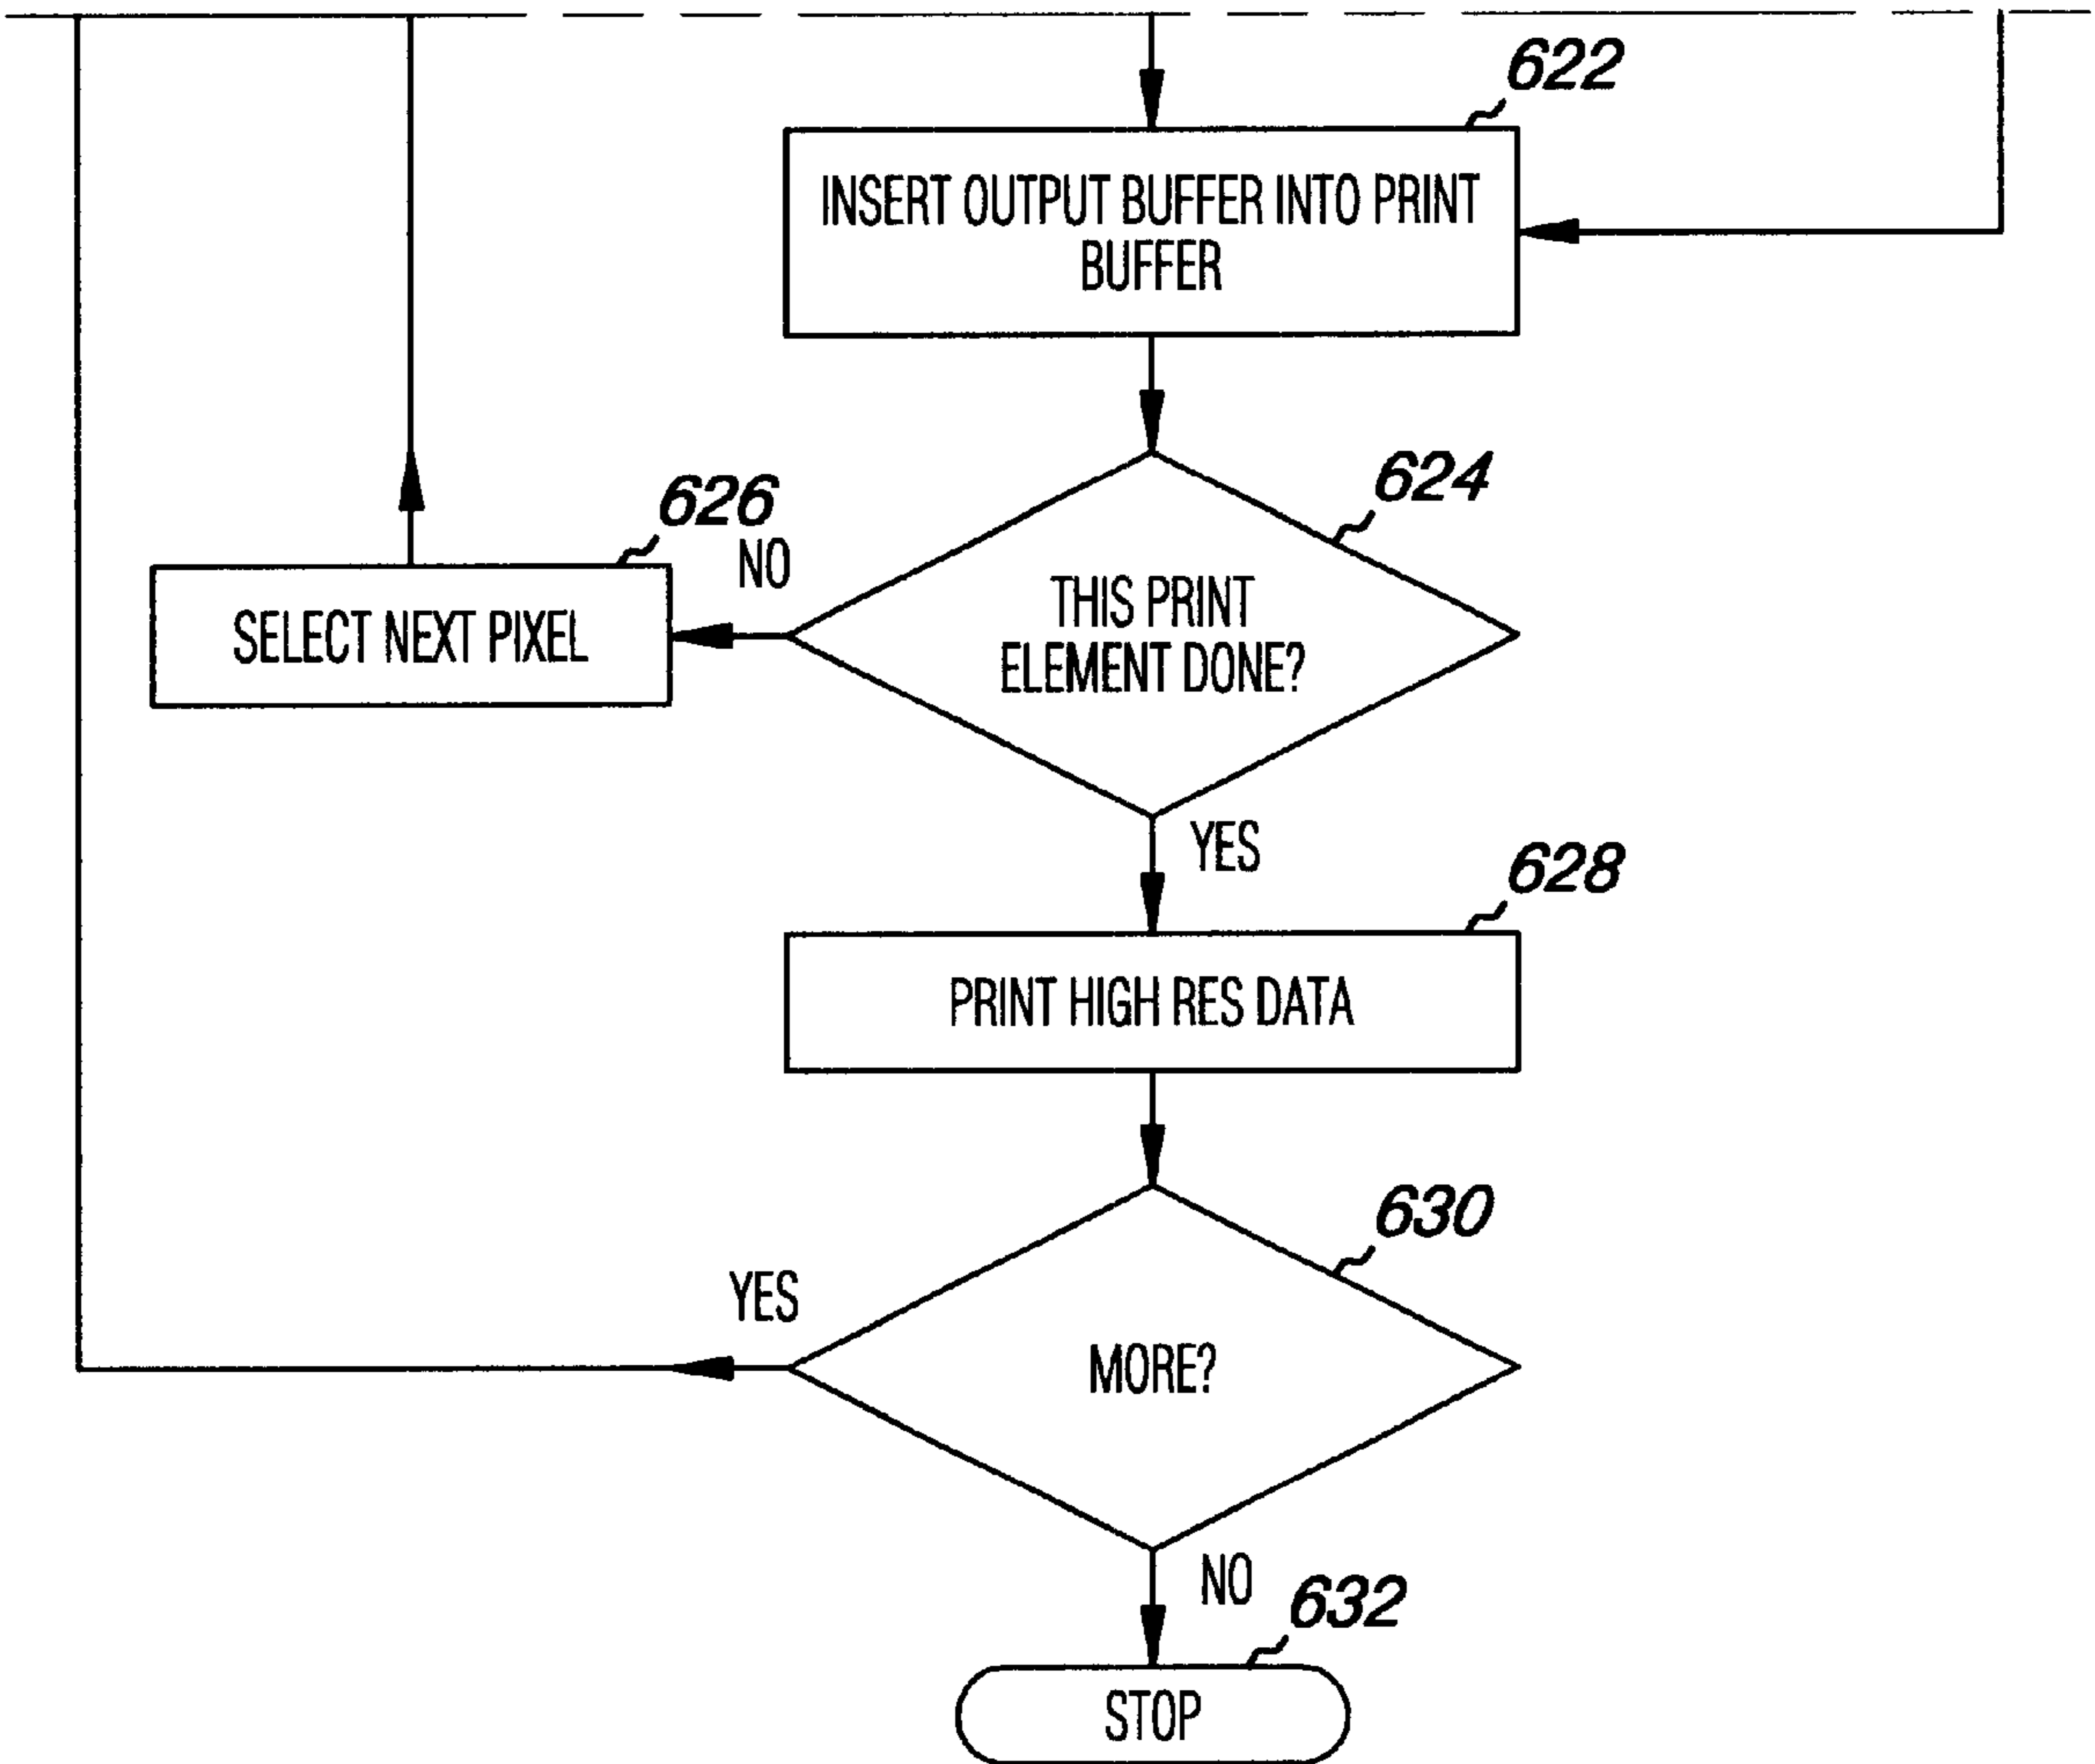 622
INSERT OUTPUT BUFFER INTO PRINT
BUFFER
624
626
NO
THIS PRINT
ELEMENT DONE?
SELECT NEXT PIXEL
YES
628
PRINT HIGH RES DATA
630
YES
MORE?
NO
632
STOP